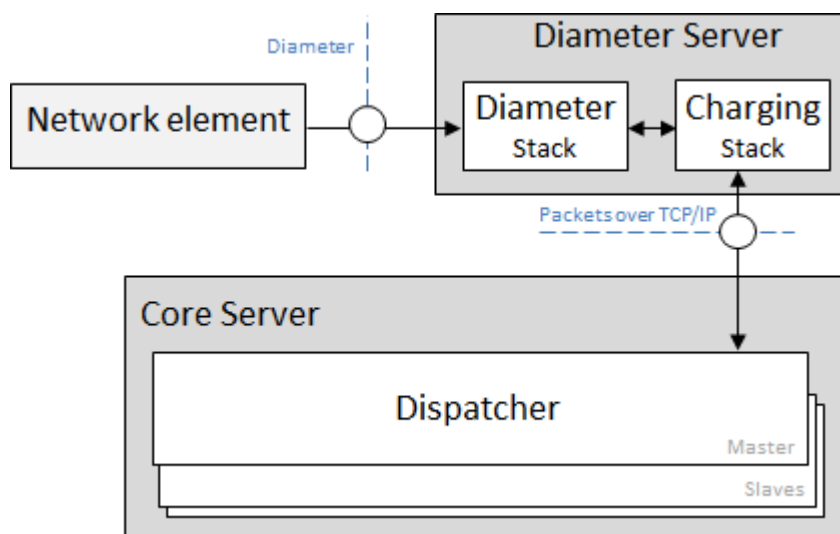 Diameter
Diameter Server
Network element
Diameter
Stack
Charging
Stack
Packets over TCP/IP
Core Server
Dispatcher
Master
Slaves